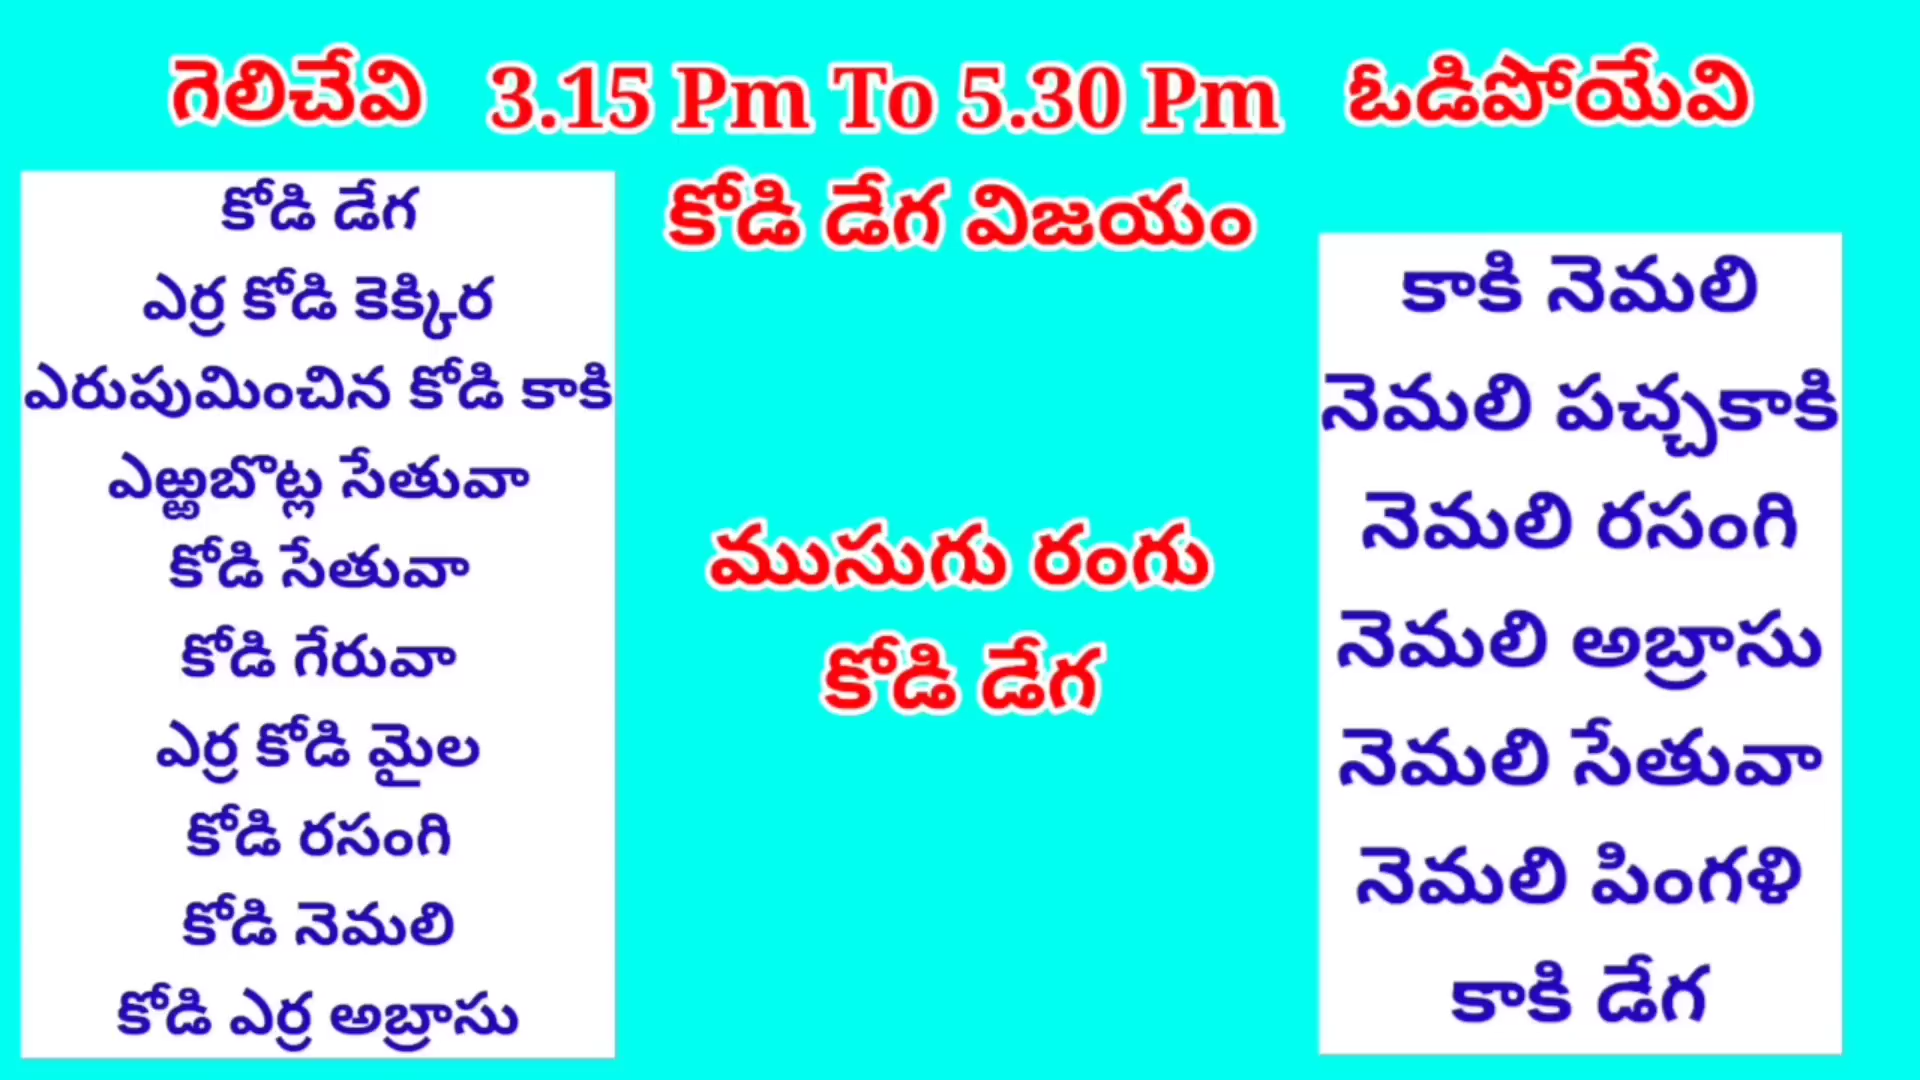 గెలిచేవి 3.15 Pm To 5.30 Pm ఓడిపోయేవి
కోడి డేగ విజయం
కోడి డేగ
ఎర్ర కోడి కెక్కిర
ఎరుపుమించిన కోడి కాకి
ఎఱ్ఱబొట్ల సేతువా
కోడి సేతువా
కోడి గేరువా
ఎర్ర కోడి మైల
కోడి రసంగి
కోడి నెమలి
కోడి ఎర్ర అబ్రాసు
ముసుగు రంగు
కోడి డేగ
కాకి నెమలి
నెమలి పచ్చకాకి
నెమలి రసంగి
నెమలి అబ్రాసు
నెమలి సేతువా
నెమలి పింగళి
కాకి డేగ